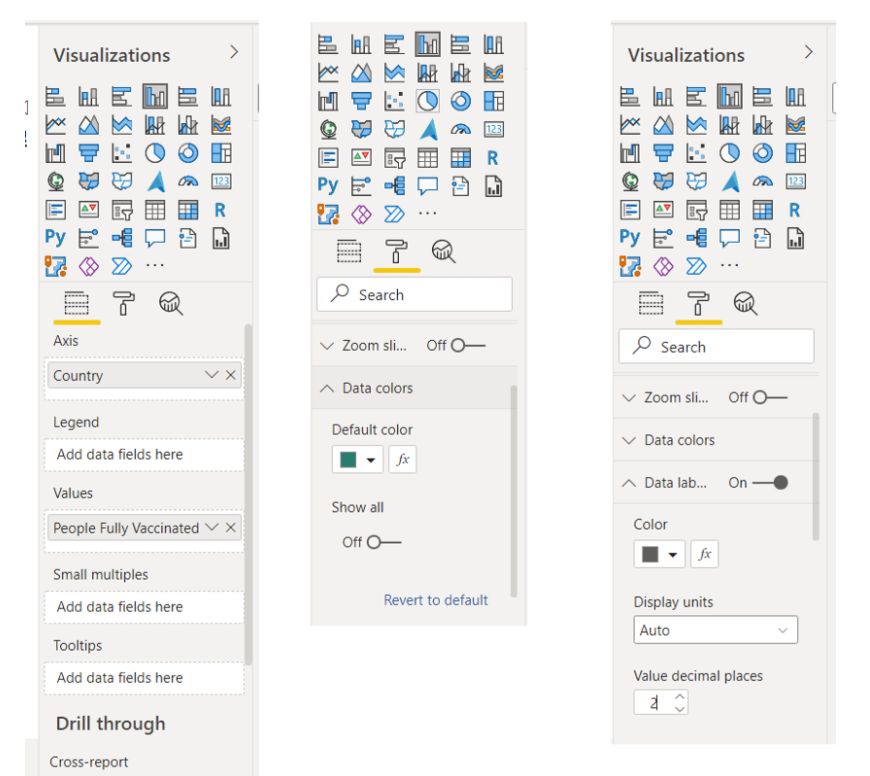 Visualizations
123
R
Py
...
Axis
Country
Legend
Add data fields here
Values
People Fully Vaccinated
Small multiples
Add data fields here
Tooltips
Add data fields here
Drill through
Cross-report
123
R
Py
...
Search
Zoom sli... Off
Data colors
Default color
fx
Show all
Off
Revert to default
Visualizations
123
R
Py
...
Search
Zoom sli... Off
Data colors
Data lab... On
Color
fx
Display units
Auto
Value decimal places
2